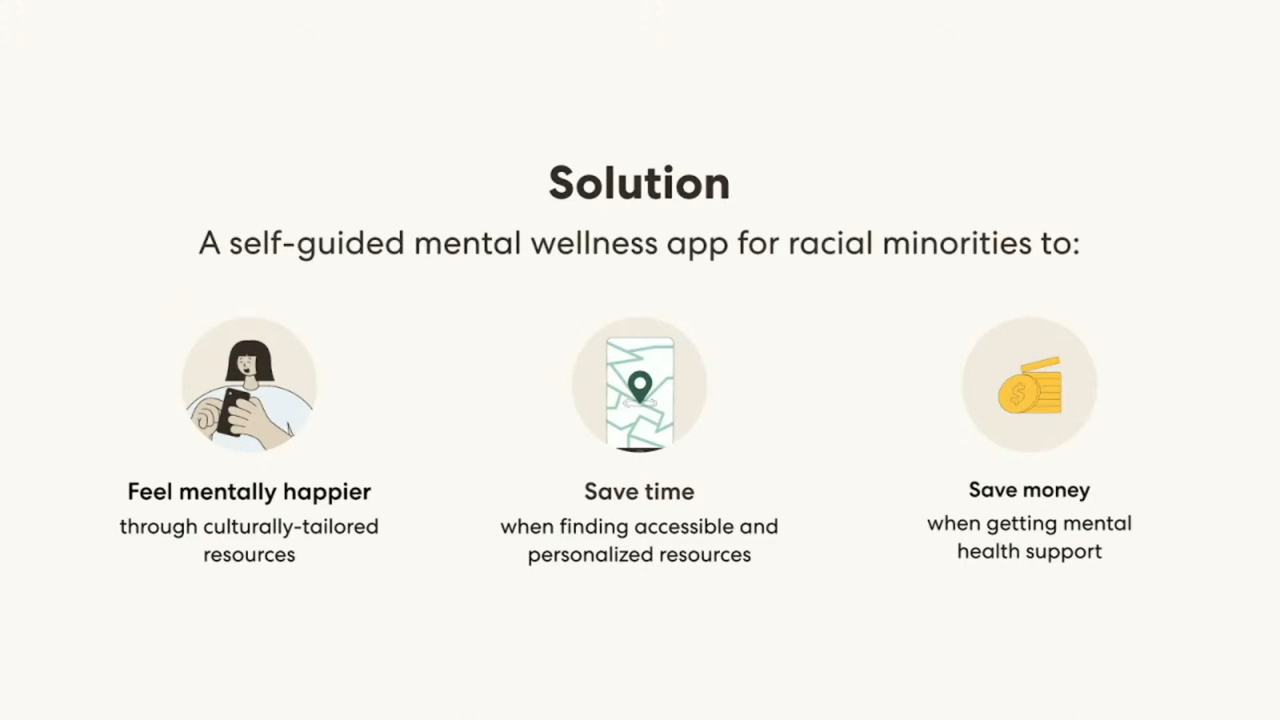 Solution
A self-guided mental wellness app for racial minorities to:
Feel mentally happier
through culturally-tailored
resources
Save time
when finding accessible and
personalized resources
$
Save money
when getting mental
health support